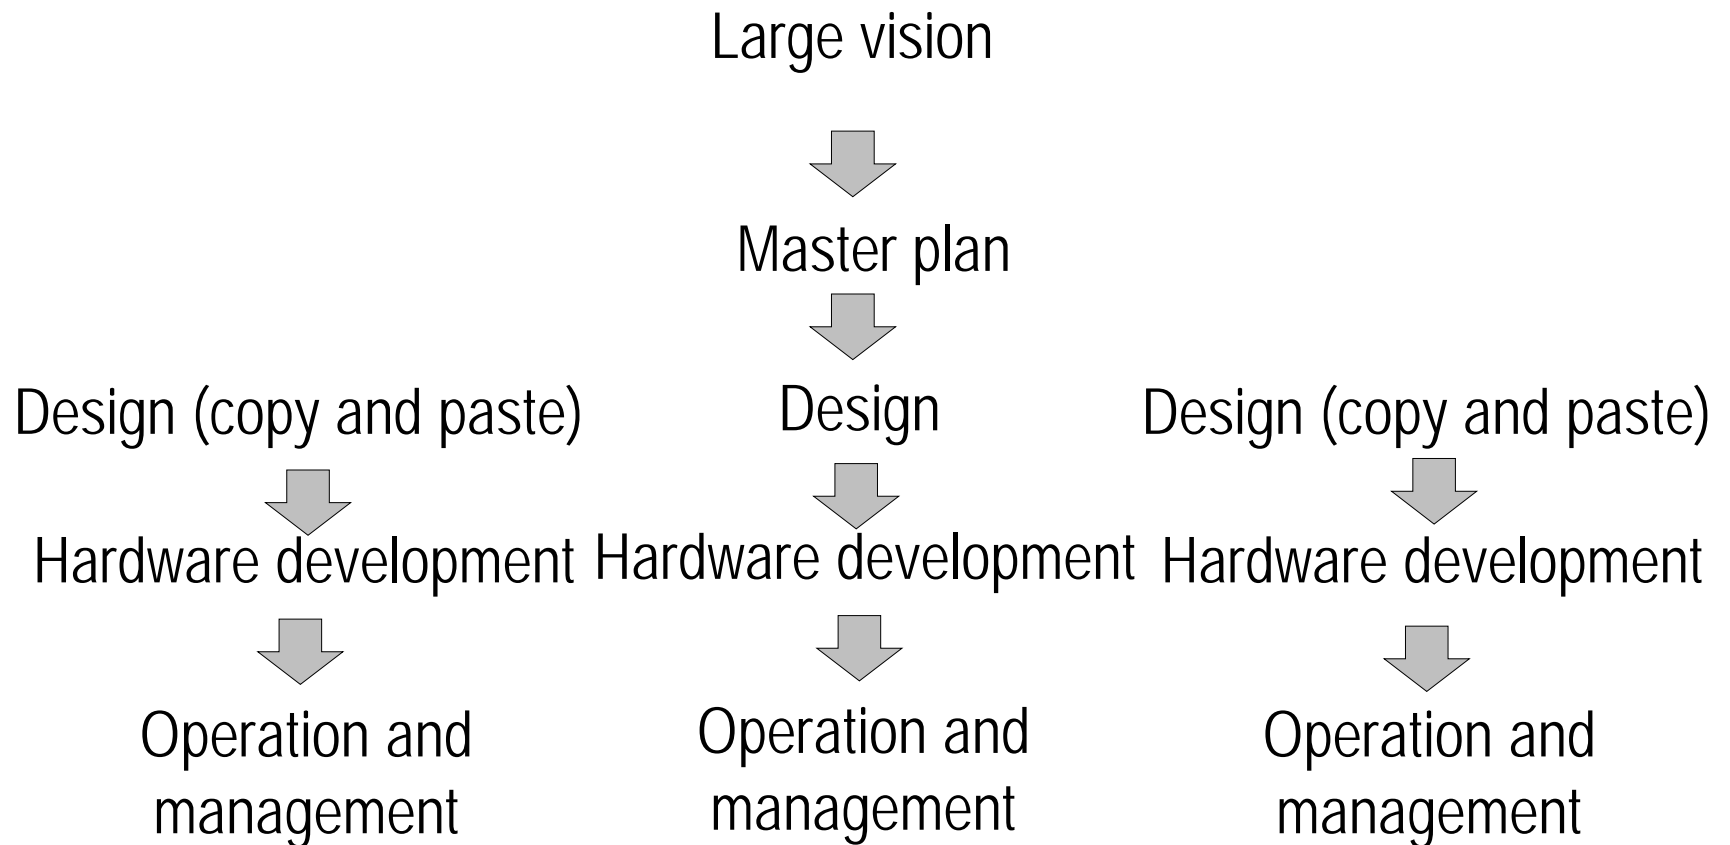 Large vision
Master plan
Design (copy and paste)
Design
Design (copy and paste)
Hardware development
Hardware development
Hardware development
Operation and
management
Operation and
management
Operation and
management